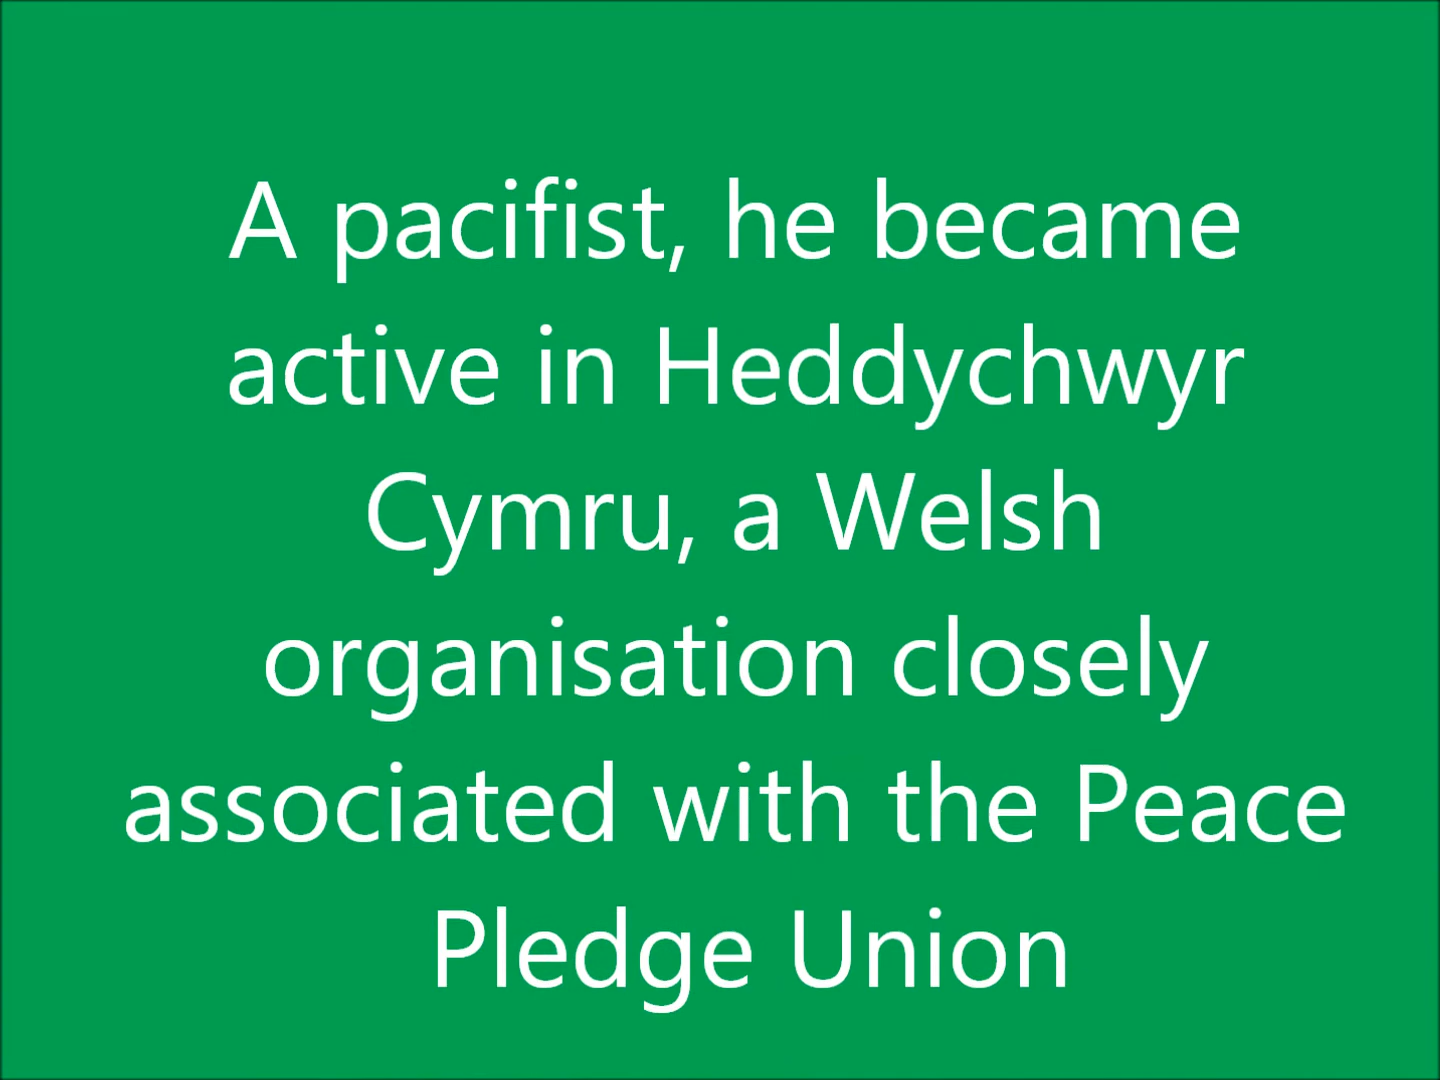 A pacifist, he became
active in Heddychwyr
Cymru, a Welsh
organisation closely
associated with the Peace
Pledge Union